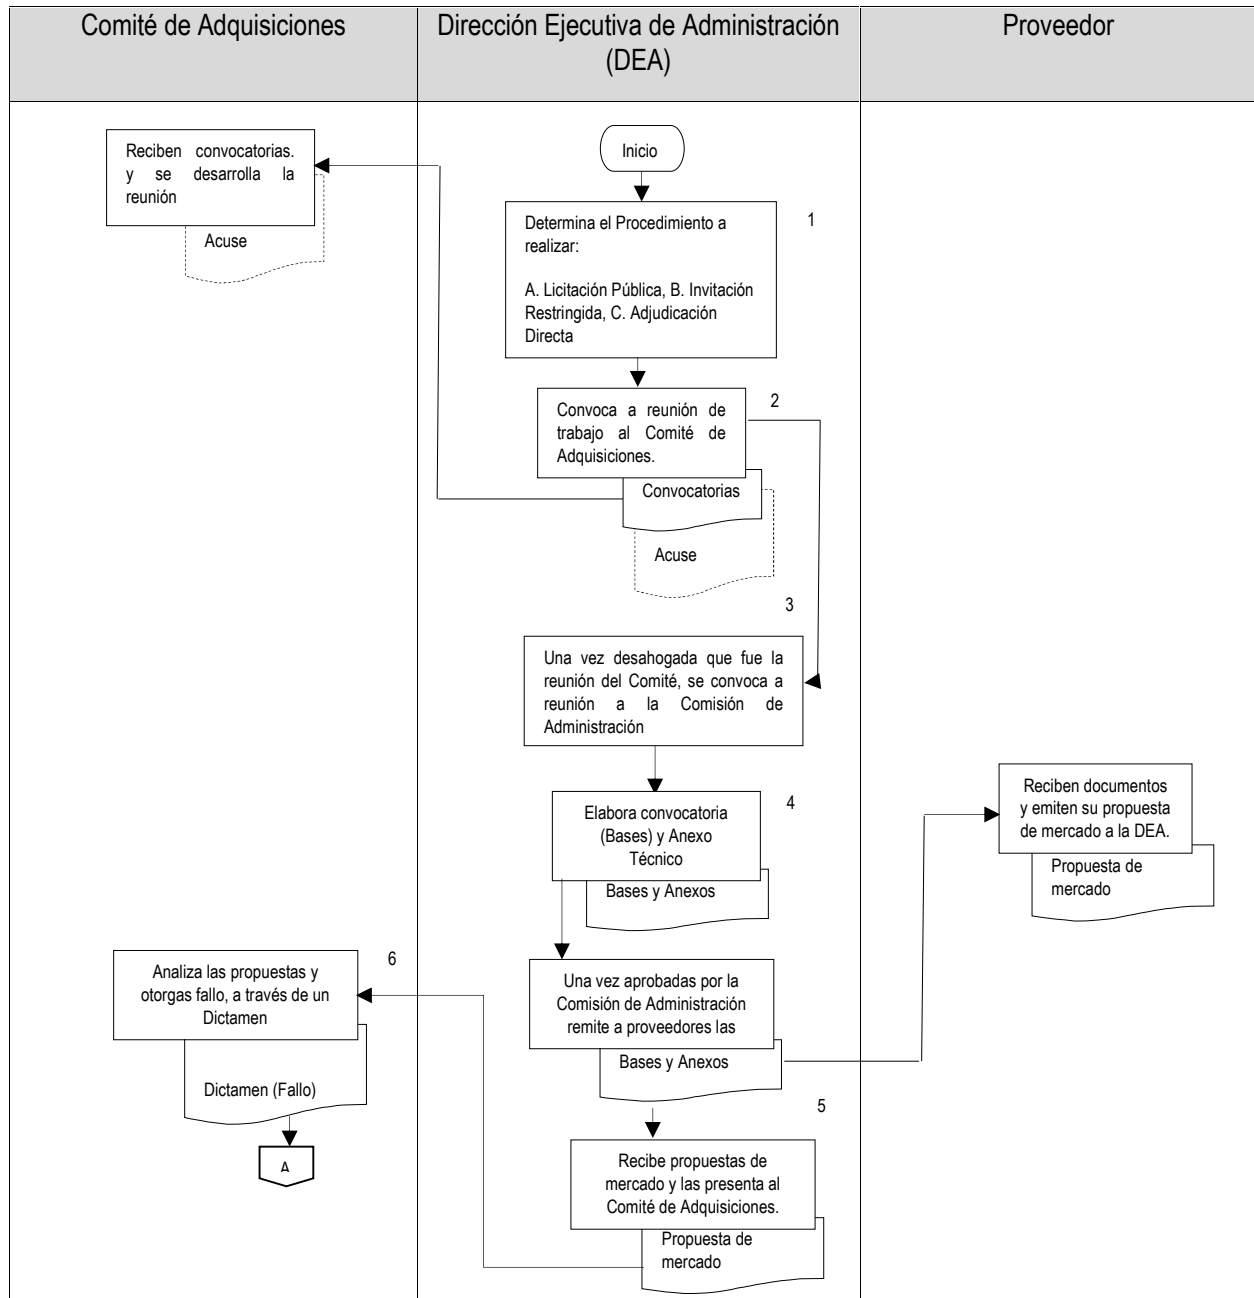 Comité de Adquisiciones
Dirección Ejecutiva de Administración
(DEA)
Proveedor
Reciben convocatorias.
y se desarrolla la
reunión
Acuse
Inicio
1
Determina el Procedimiento a
realizar:
A. Licitación Pública, B. Invitación
Restringida, C. Adjudicación
Directa
2
Convoca a reunión de
trabajo al Comité de
Adquisiciones.
Convocatorias
Acuse
3
Una vez desahogada que fue la
reunión del Comité, se convoca a
reunión a la Comisión de
Administración
4
Elabora convocatoria
(Bases) y Anexo
Técnico
Bases y Anexos
Reciben documentos
y emiten su propuesta
de mercado a la DEA.
Propuesta de
mercado
Una vez aprobadas por la
Comisión de Administración
remite a proveedores las
Bases y Anexos
5
Recibe propuestas de
mercado y las presenta al
Comité de Adquisiciones.
Propuesta de
mercado
6
Analiza las propuestas y
otorgas fallo, a través de un
Dictamen
Dictamen (Fallo)
A